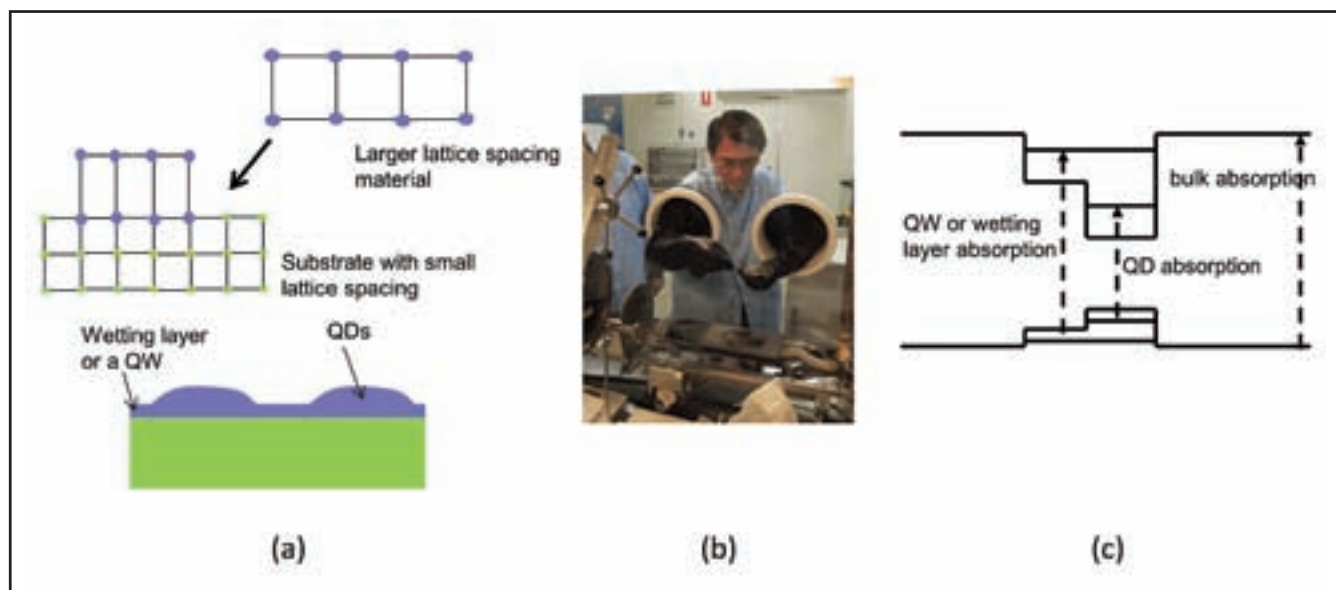 Larger lattice spacing
material
Substrate with small
lattice spacing
Wetting layer
or a QW
QDs
bulk absorption
QW or wetting
layer absorption
QD absorption
(a)
(b)
(c)